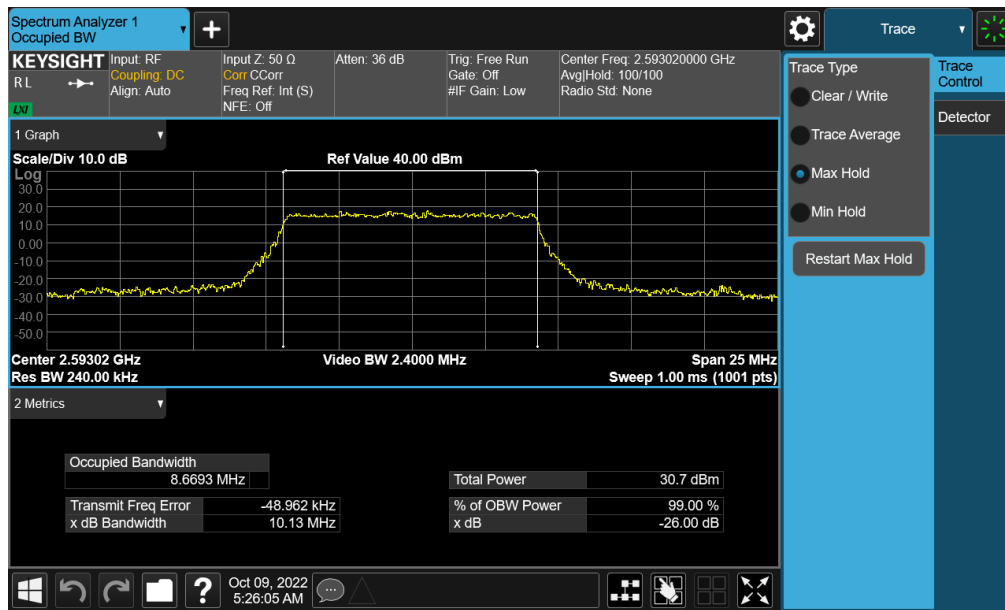 Spectrum Analyzer 1
Occupied BW
+
Trace
KEYSIGHT
R L
LXI
Input: RF
Coupling: DC
Align: Auto
Input Z: 50 Ω
Corr CCorr
Freq Ref: Int (S)
NFE: Off
Atten: 36 dB
Trig: Free Run
Gate: Off
#IF Gain: Low
Center Freq: 2.593020000 GHz
Avg|Hold: 100/100
Radio Std: None
Trace Type
Clear / Write
Trace Average
Max Hold
Min Hold
Restart Max Hold
Trace
Control
Detector
1 Graph
Scale/Div 10.0 dB
Ref Value 40.00 dBm
Log
30.0
20.0
10.0
0.00
-10.0
-20.0
-30.0
-40.0
-50.0
Center 2.59302 GHz
Video BW 2.4000 MHz
Span 25 MHz
Res BW 240.00 kHz
Sweep 1.00 ms (1001 pts)
2 Metrics
Occupied Bandwidth
8.6693 MHz
Total Power 30.7 dBm
Transmit Freq Error -48.962 kHz
% of OBW Power 99.00 %
x dB Bandwidth 10.13 MHz
x dB -26.00 dB
?
Oct 09, 2022
5:26:05 AM